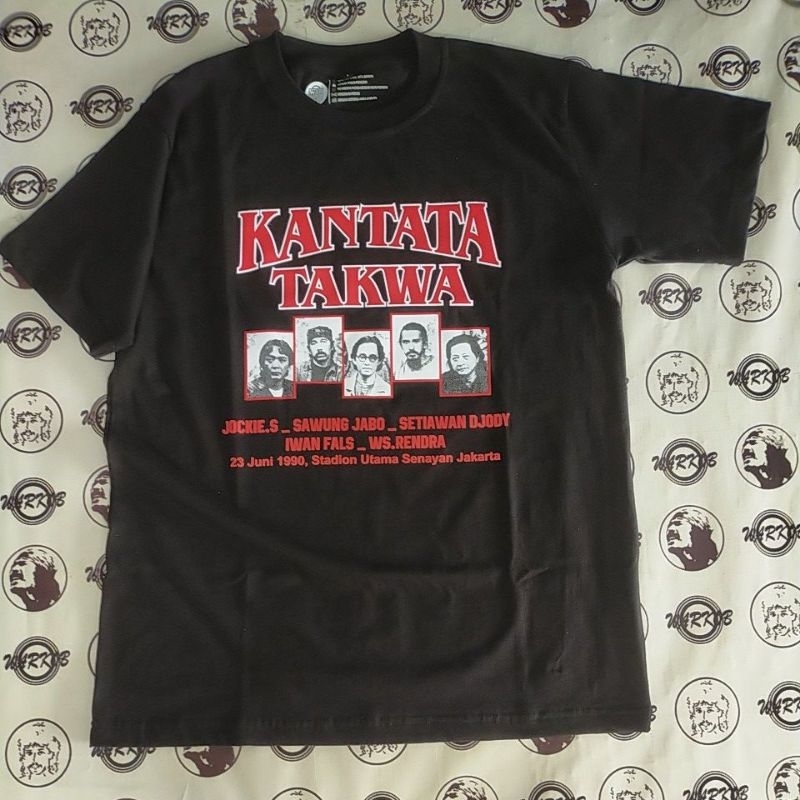 KANTATA
TAKWA
JOCKIE.S _ SAWUNG JABO _ SETIAWAN DJODY
IWAN FALS _ WS.RENDRA
23 Juni 1990, Stadion Utama Senayan Jakarta